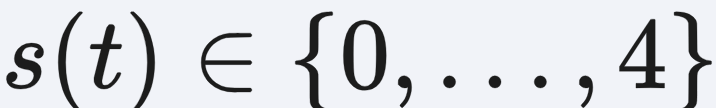 s(t) ∈ {0, . . . , 4}